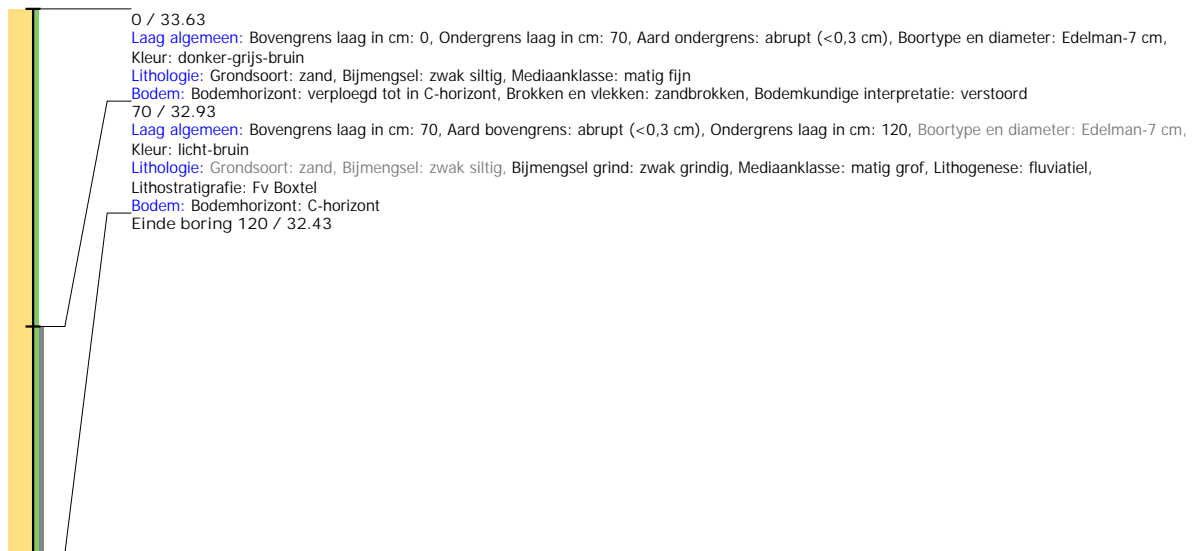 0 / 33.63
Laag algemeen: Bovengrens laag in cm: 0, Ondergrens laag in cm: 70, Aard ondergrens: abrupt (<0,3 cm), Boortype en diameter: Edelman-7 cm,
Kleur: donker-grijs-bruin
Lithologie: Grondsoort: zand, Bijmengsel: zwak siltig, Mediaanklasse: matig fijn
Bodem: Bodemhorizont: verploegd tot in C-horizont, Brokken en vlekken: zandbrokken, Bodemkundige interpretatie: verstoord
70 / 32.93
Laag algemeen: Bovengrens laag in cm: 70, Aard bovengrens: abrupt (<0,3 cm), Ondergrens laag in cm: 120, Boortype en diameter: Edelman-7 cm,
Kleur: licht-bruin
Lithologie: Grondsoort: zand, Bijmengsel: zwak siltig, Bijmengsel grind: zwak grindig, Mediaanklasse: matig grof, Lithogenese: fluviatiel,
Lithostratigrafie: Fv Boxtel
Bodem: Bodemhorizont: C-horizont
Einde boring 120 / 32.43